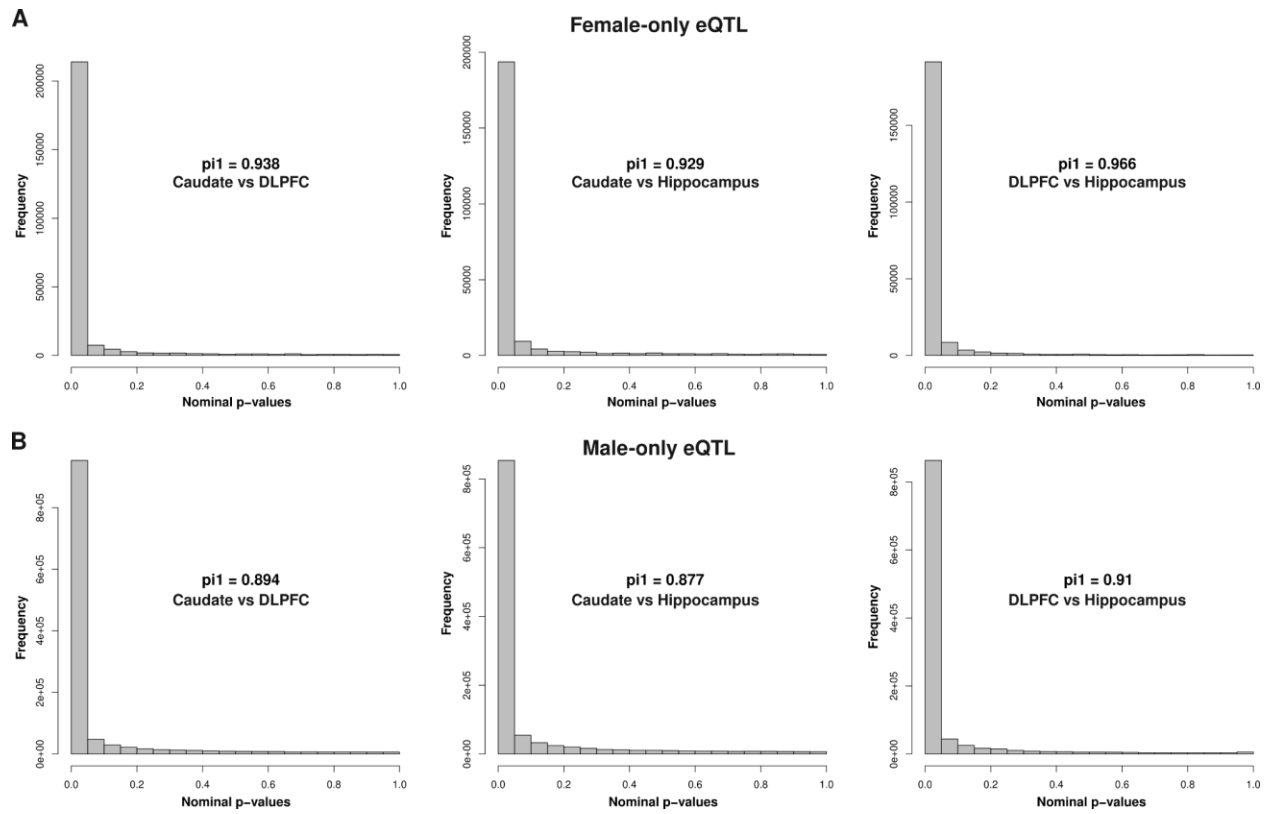 A
Female-only eQTL
Frequency
0
50000
100000
150000
200000
pi1 = 0.938
Caudate vs DLPFC
0.0 0.2 0.4 0.6 0.8 1.0
Nominal p-values
Frequency
0
50000
100000
150000
200000
pi1 = 0.929
Caudate vs Hippocampus
0.0 0.2 0.4 0.6 0.8 1.0
Nominal p-values
Frequency
0
50000
100000
150000
pi1 = 0.966
DLPFC vs Hippocampus
0.0 0.2 0.4 0.6 0.8 1.0
Nominal p-values
B
Male-only eQTL
Frequency
0e+00
2e+05
4e+05
6e+05
8e+05
pi1 = 0.894
Caudate vs DLPFC
0.0 0.2 0.4 0.6 0.8 1.0
Nominal p-values
Frequency
0e+00
2e+05
4e+05
6e+05
8e+05
pi1 = 0.877
Caudate vs Hippocampus
0.0 0.2 0.4 0.6 0.8 1.0
Nominal p-values
Frequency
0e+00
2e+05
4e+05
6e+05
8e+05
pi1 = 0.91
DLPFC vs Hippocampus
0.0 0.2 0.4 0.6 0.8 1.0
Nominal p-values